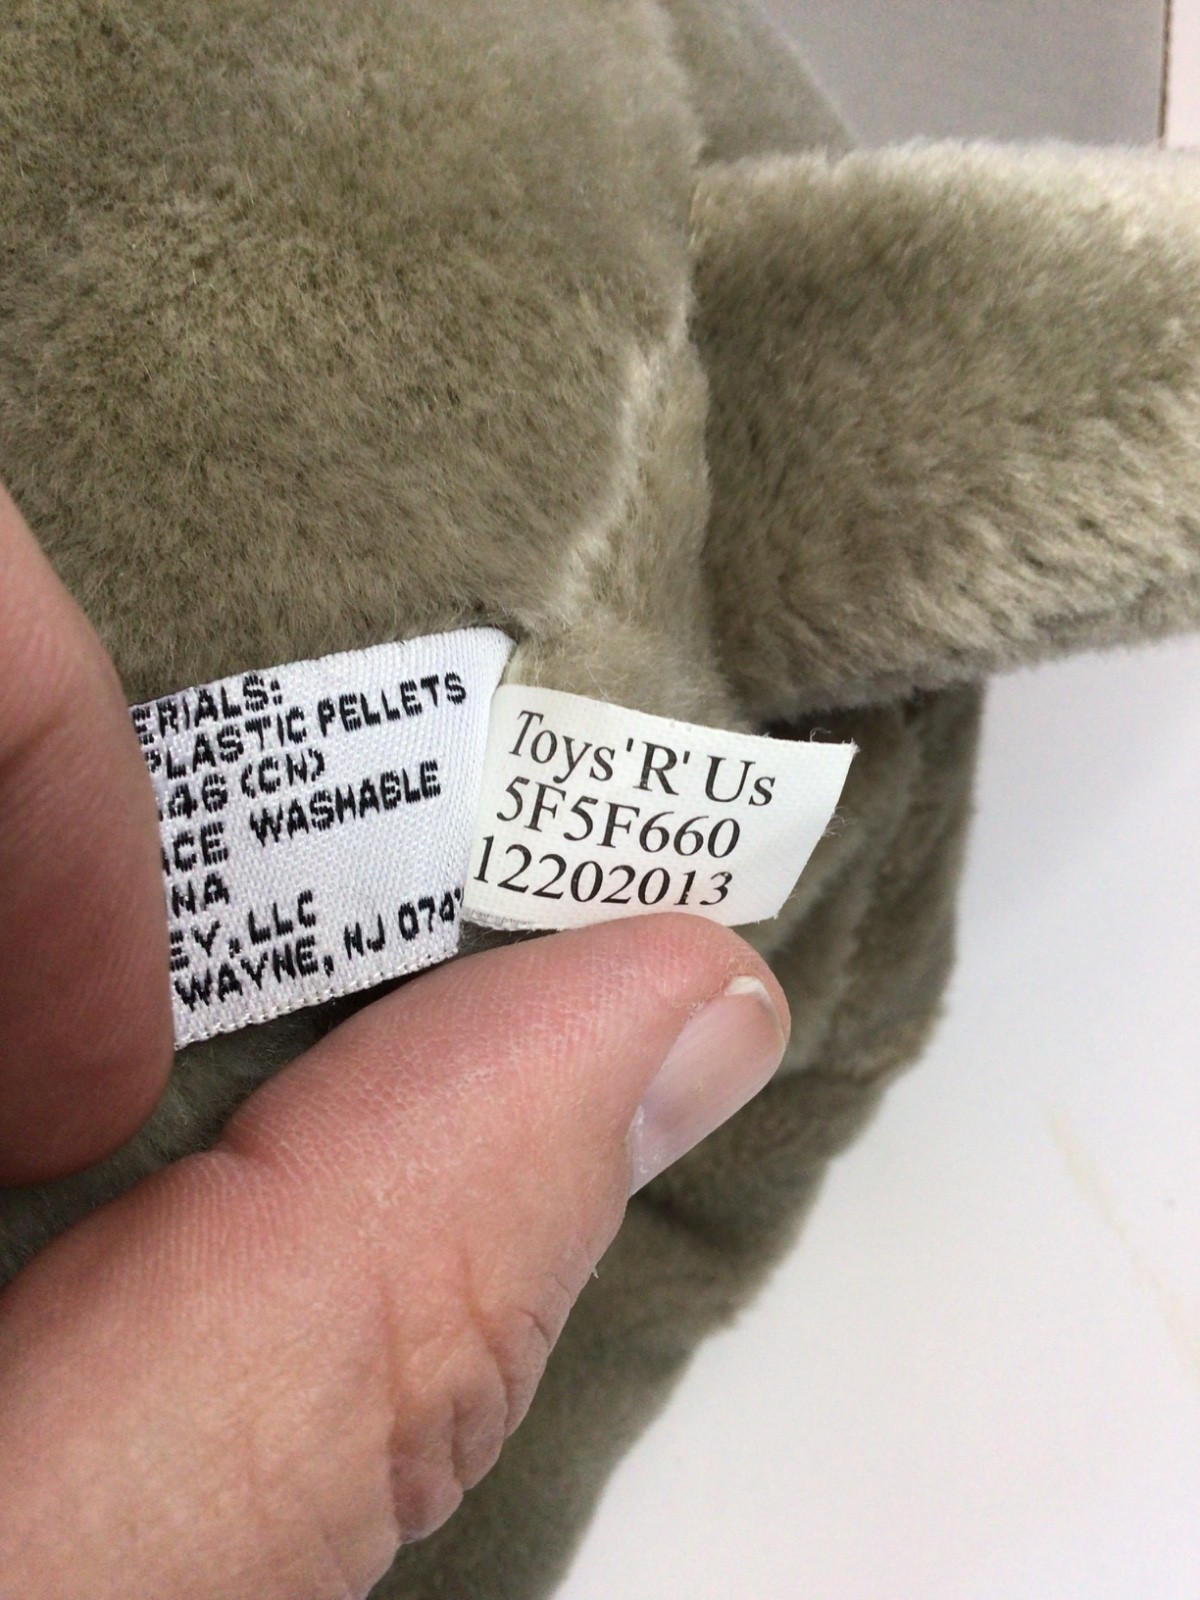 ERIALS:
PLASTIC PELLETS
46 (CN)
ACE WASHABLE
NA
EY, LLC
WAYNE, NJ 074
Toys'R' Us
5F5F660
12202013